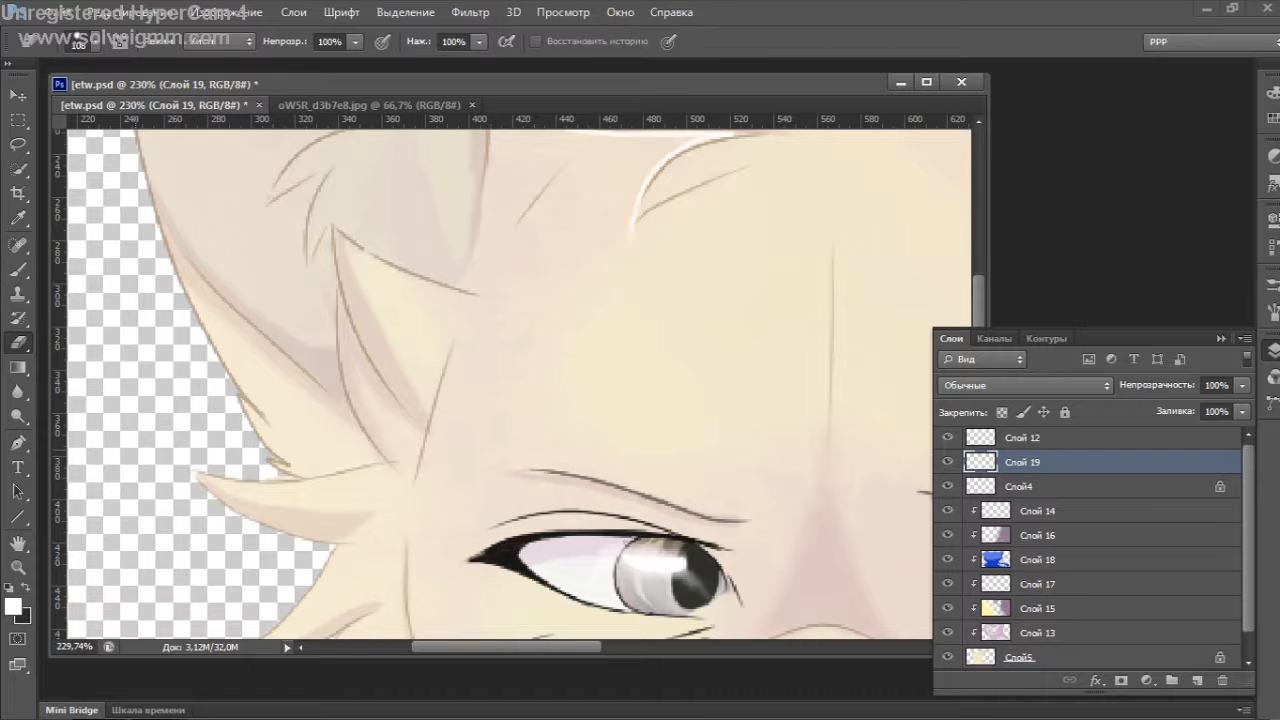 Unregistered HyperCam 4
www.solveigmm.com
Изображение Слои Шрифт Выделение Фильтр 3D Просмотр Окно Справка
108 Непрозр.: 100% Наж.: 100% Восстановить историю PPP
[etw.psd @ 230% (Слой 19, RGB/8#) *
[etw.psd @ 230% (Слой 19, RGB/8#) * × oW5R_d3b7e8.jpg @ 66,7% (RGB/8#) ×
220 240 260 280 300 320 340 360 380 400 420 440 460 480 500 520 540 560 580 600 620
Слои Каналы Контуры
Вид
Обычные Непрозрачность: 100%
Закрепить: Заливка: 100%
Слой 12
Слой 19
Слой4
Слой 14
Слой 16
Слой 18
Слой 17
Слой 15
Слой 13
Слой5
229,74% Док: 3,12M/32,0M
Mini Bridge Шкала времени